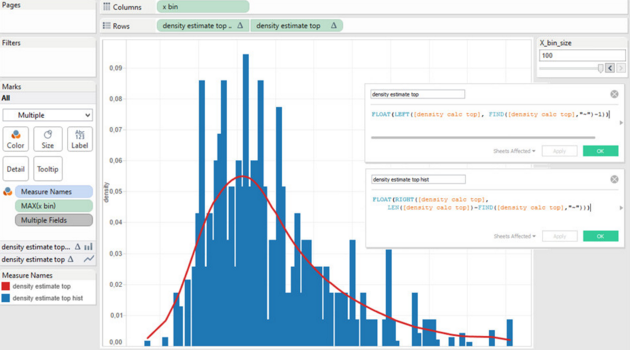 Pages
Columns
x bin
Rows
density estimate top .. Δ
density estimate top Δ
Filters
Marks
All
Multiple
Color
Size
Label
Detail
Tooltip
Measure Names
MAX(x bin)
Multiple Fields
density estimate top... Δ
density estimate top Δ
Measure Names
density estimate top
density estimate top hist
density
0,09
0,08
0,07
0,06
0,05
0,04
0,03
0,02
0,01
0,00
X_bin_size
100
density estimate top
FLOAT(LEFT([density calc top], FIND([density calc top],"~")-1))
Sheets Affected
Apply
OK
density estimate top hist
FLOAT(RIGHT([density calc top],
LEN([density calc top])-FIND([density calc top],"~")))
Sheets Affected
Apply
OK